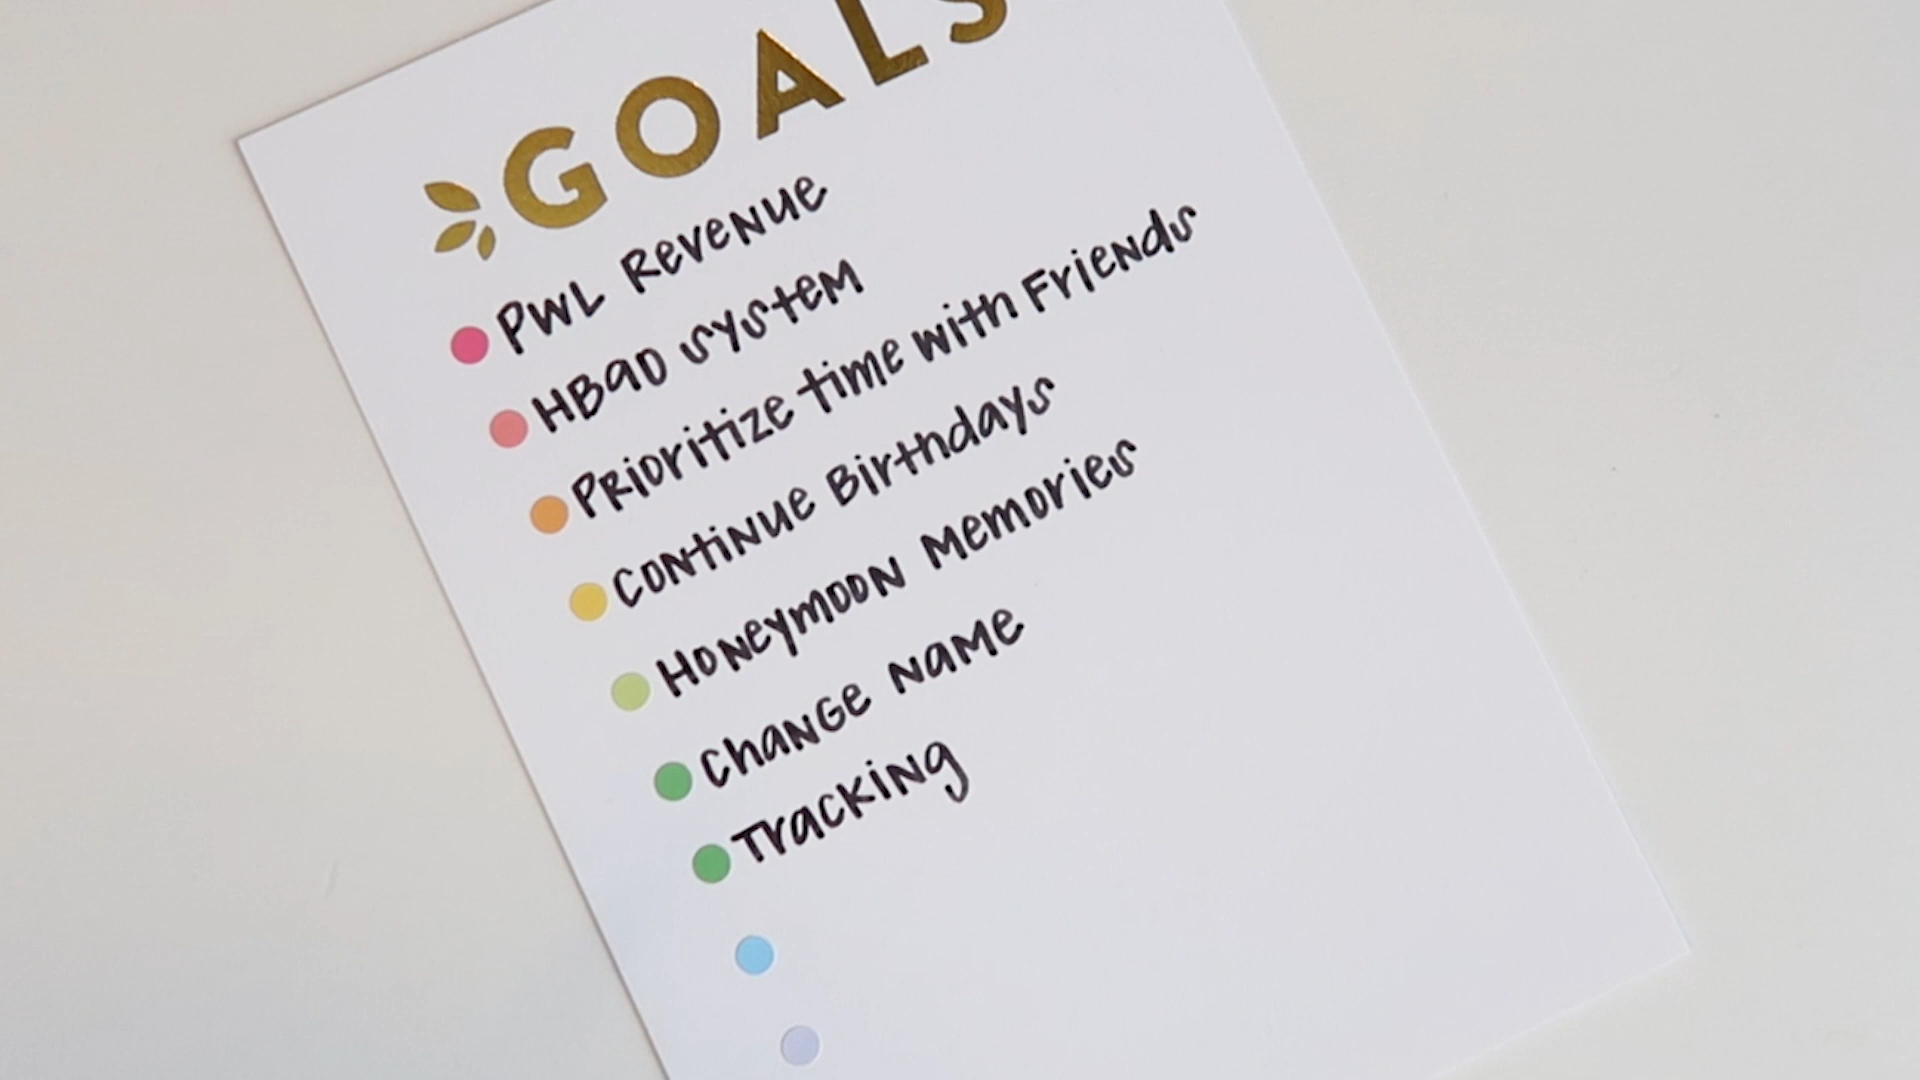 GOALS
PWL Revenue
HB90 System
Prioritize time with Friends
Continue Birthdays
Honeymoon Memories
Change Name
Tracking